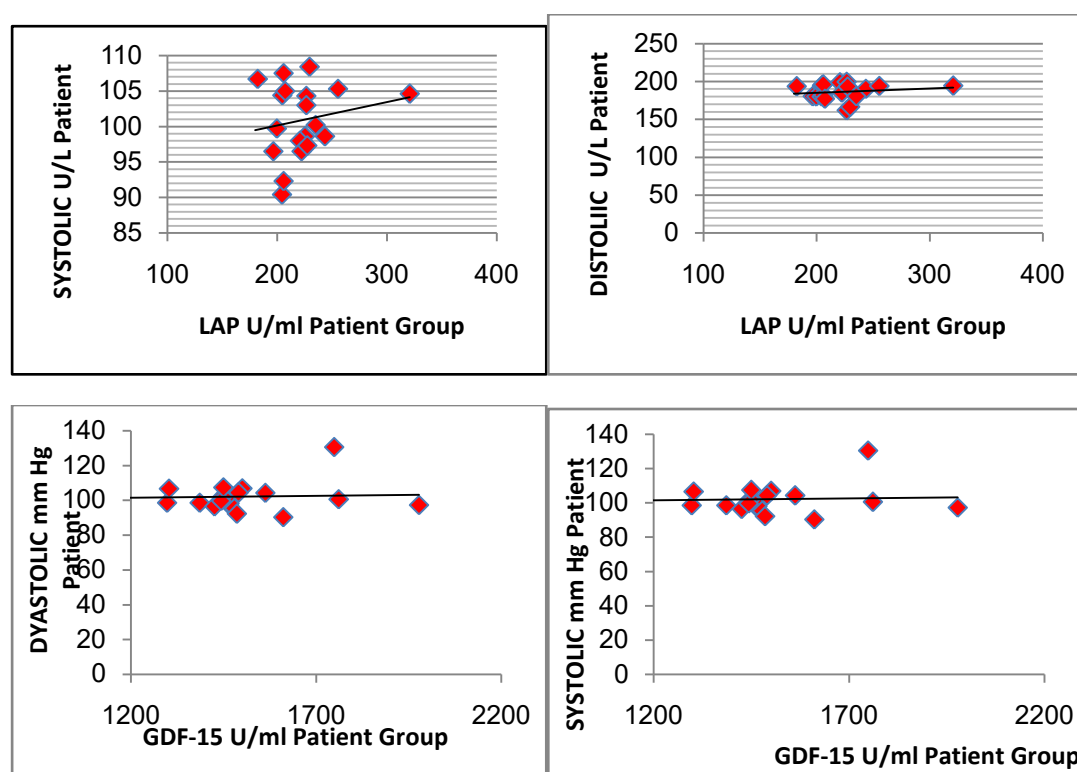 SYSTOLIC U/L Patient
110
105
100
95
90
85
100 200 300 400
LAP U/ml Patient Group
DISTOLIIC U/L Patient
250
200
150
100
50
0
100 200 300 400
LAP U/ml Patient Group
DYASTOLIC mm Hg
Patient
140
120
100
80
60
40
20
0
1200 1700 2200
GDF-15 U/ml Patient Group
SYSTOLIC mm Hg Patient
140
120
100
80
60
40
20
0
1200 1700 2200
GDF-15 U/ml Patient Group